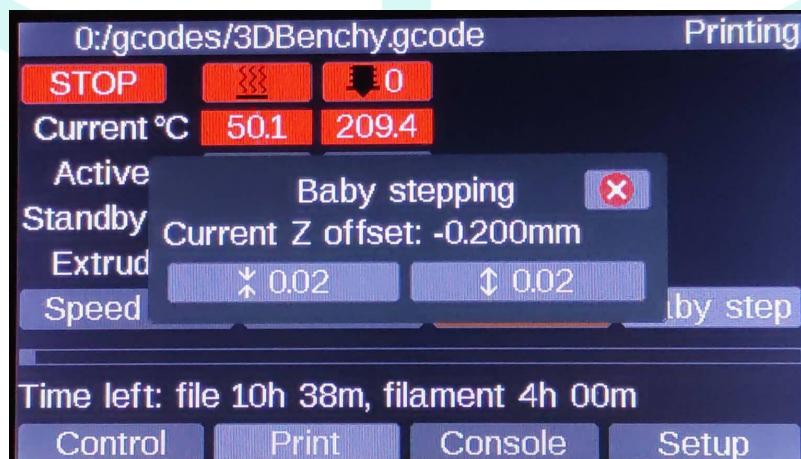 0:/gcodes/3DBenchy.gcode Printing
STOP 0
Current °C 50.1 209.4
Active
Standby
Extrud
Baby stepping
Current Z offset: -0.200mm
0.02 0.02
Speed by step
Time left: file 10h 38m, filament 4h 00m
Control Print Console Setup